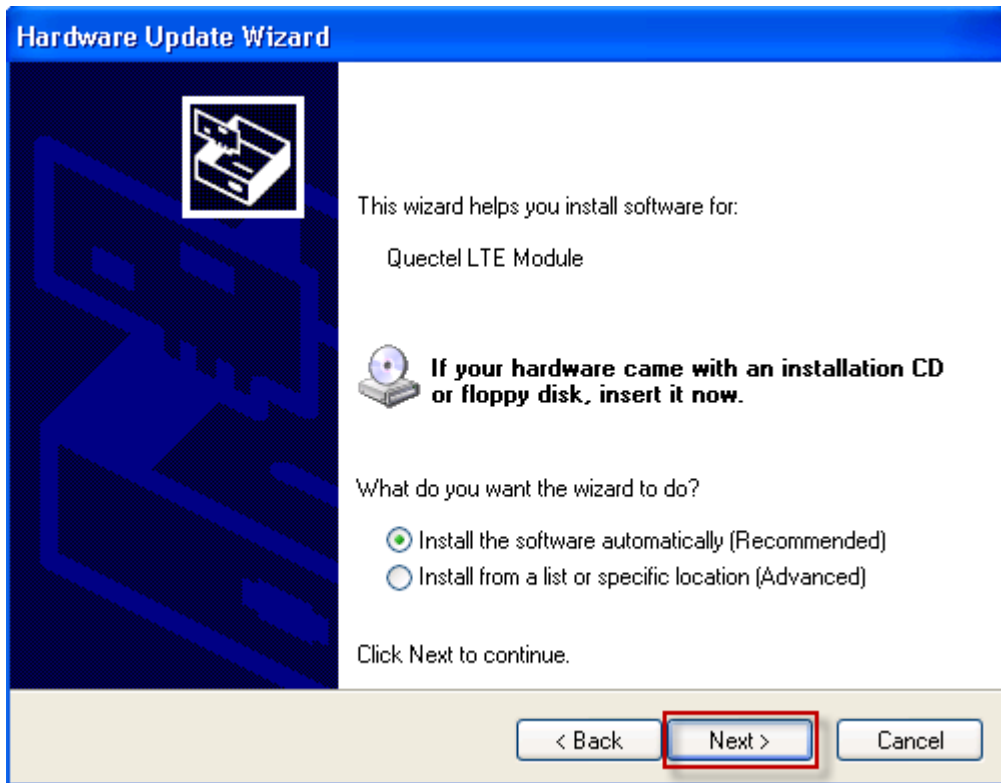 Hardware Update Wizard
This wizard helps you install software for:
Quectel LTE Module
If your hardware came with an installation CD
or floppy disk, insert it now.
What do you want the wizard to do?
Install the software automatically (Recommended)
Install from a list or specific location (Advanced)
Click Next to continue.
< Back Next > Cancel